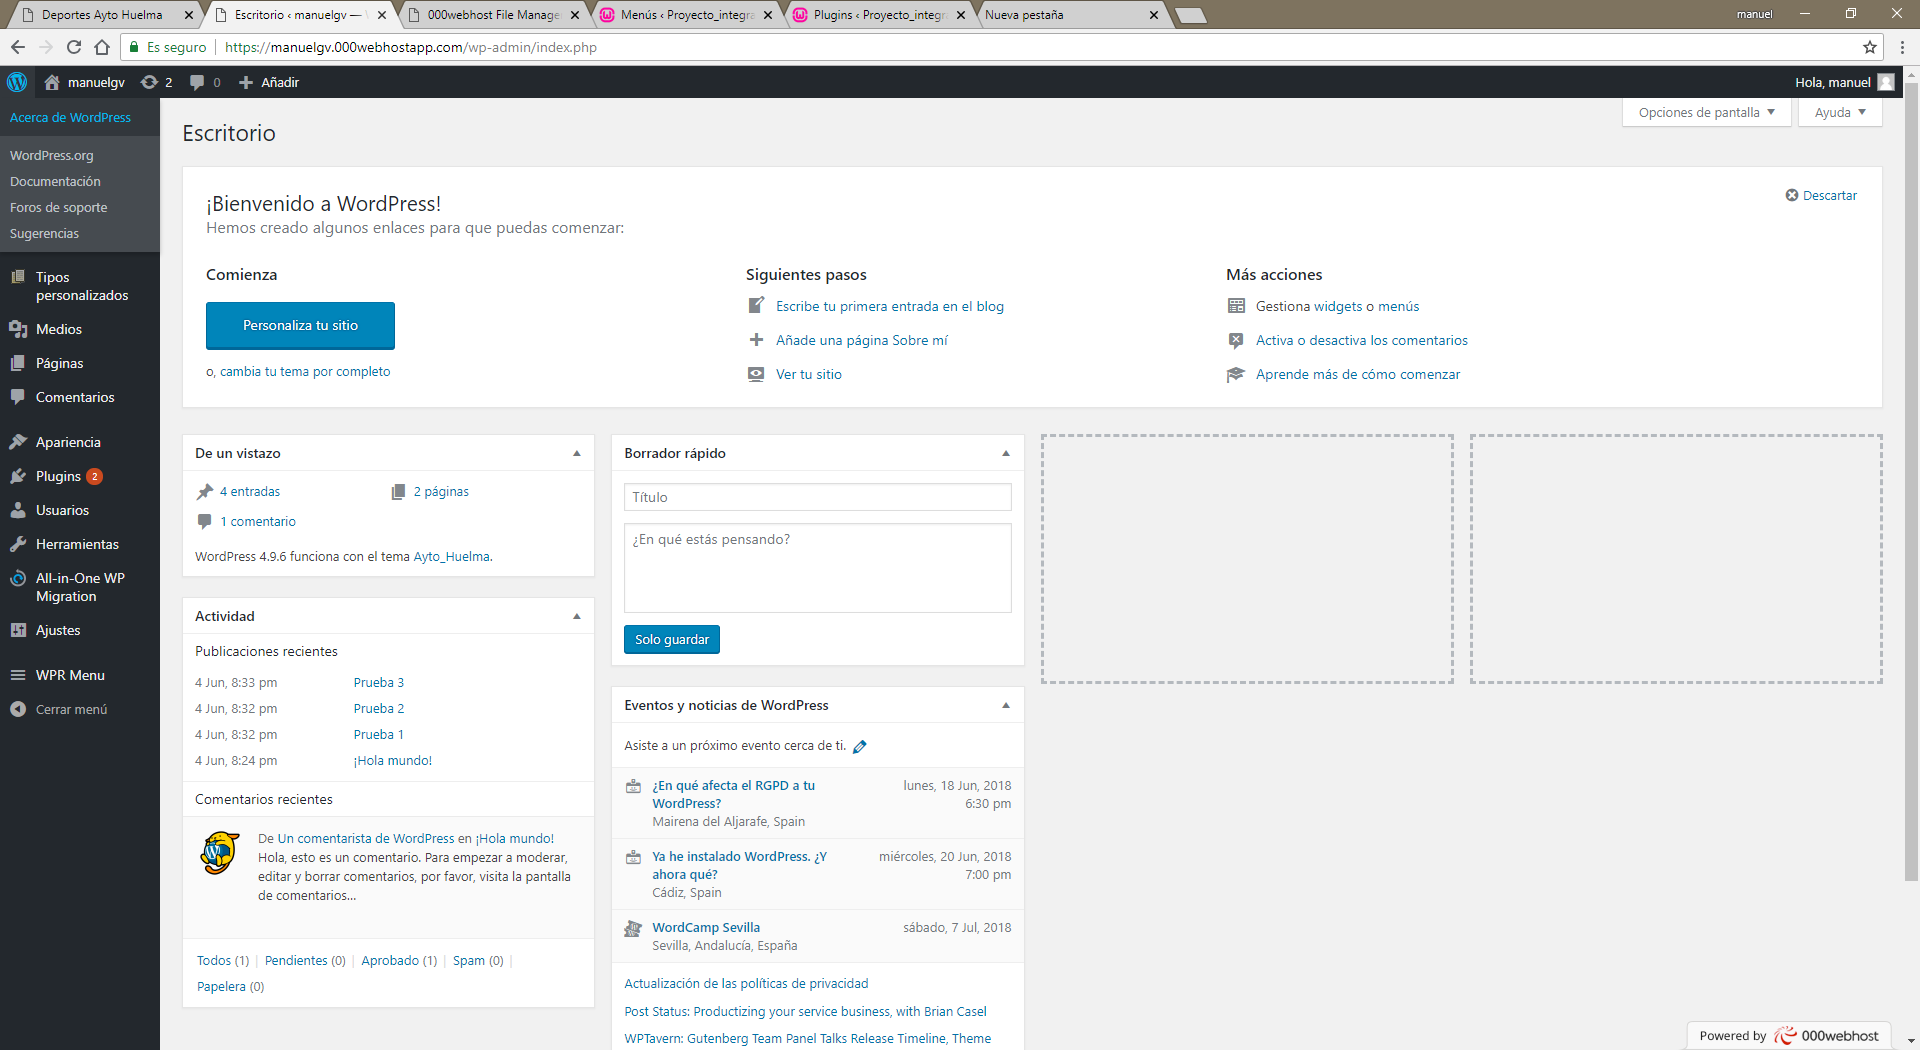 Deportes Ayto Huelma
Escritorio ‹ manuelgv —
000webhost File Manage
Menús ‹ Proyecto_integr
Plugins ‹ Proyecto_integr
Nueva pestaña
manuel
Es seguro
https://manuelgv.000webhostapp.com/wp-admin/index.php
manuelgv
2
0
Añadir
Hola, manuel
Acerca de WordPress
WordPress.org
Documentación
Foros de soporte
Sugerencias
Tipos
personalizados
Medios
Páginas
Comentarios
Apariencia
Plugins 2
Usuarios
Herramientas
All-in-One WP
Migration
Ajustes
WPR Menu
Cerrar menú
Opciones de pantalla
Ayuda
Escritorio
¡Bienvenido a WordPress!
Hemos creado algunos enlaces para que puedas comenzar:
Descartar
Comienza
Personaliza tu sitio
o, cambia tu tema por completo
Siguientes pasos
Escribe tu primera entrada en el blog
Añade una página Sobre mí
Ver tu sitio
Más acciones
Gestiona widgets o menús
Activa o desactiva los comentarios
Aprende más de cómo comenzar
De un vistazo
4 entradas
2 páginas
1 comentario
WordPress 4.9.6 funciona con el tema Ayto_Huelma.
Actividad
Publicaciones recientes
4 Jun, 8:33 pm Prueba 3
4 Jun, 8:32 pm Prueba 2
4 Jun, 8:32 pm Prueba 1
4 Jun, 8:24 pm ¡Hola mundo!
Comentarios recientes
De Un comentarista de WordPress en ¡Hola mundo!
Hola, esto es un comentario. Para empezar a moderar,
editar y borrar comentarios, por favor, visita la pantalla
de comentarios...
Todos (1) | Pendientes (0) | Aprobado (1) | Spam (0) |
Papelera (0)
Borrador rápido
Título
¿En qué estás pensando?
Solo guardar
Eventos y noticias de WordPress
Asiste a un próximo evento cerca de ti.
¿En qué afecta el RGPD a tu
WordPress?
Mairena del Aljarafe, Spain
lunes, 18 Jun, 2018
6:30 pm
Ya he instalado WordPress. ¿Y
ahora qué?
Cádiz, Spain
miércoles, 20 Jun, 2018
7:00 pm
WordCamp Sevilla
Sevilla, Andalucía, España
sábado, 7 Jul, 2018
Actualización de las políticas de privacidad
Post Status: Productizing your service business, with Brian Casel
WPTavern: Gutenberg Team Panel Talks Release Timeline, Theme
Powered by 000webhost